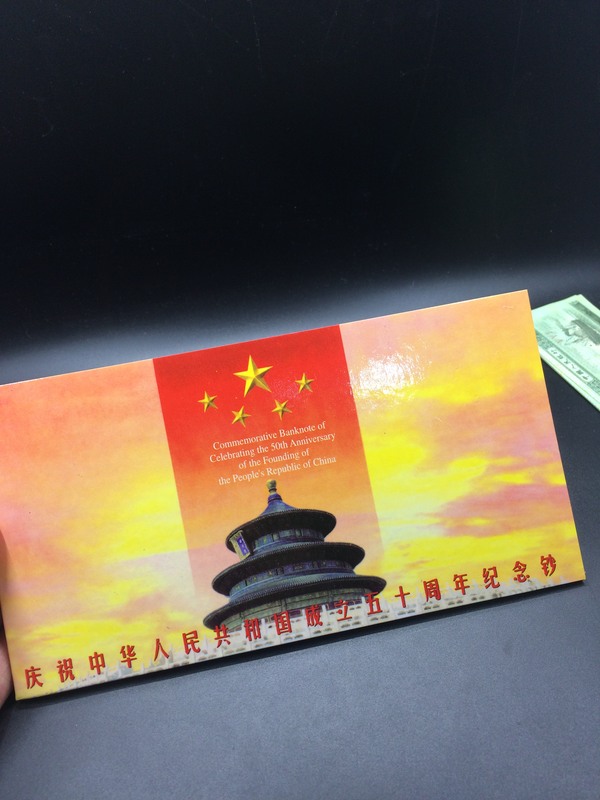 Commemorative Banknote of
Celebrating the 50th Anniversary
of the Founding of
the People's Republic of China
庆祝中华人民共和国成立五十周年纪念钞